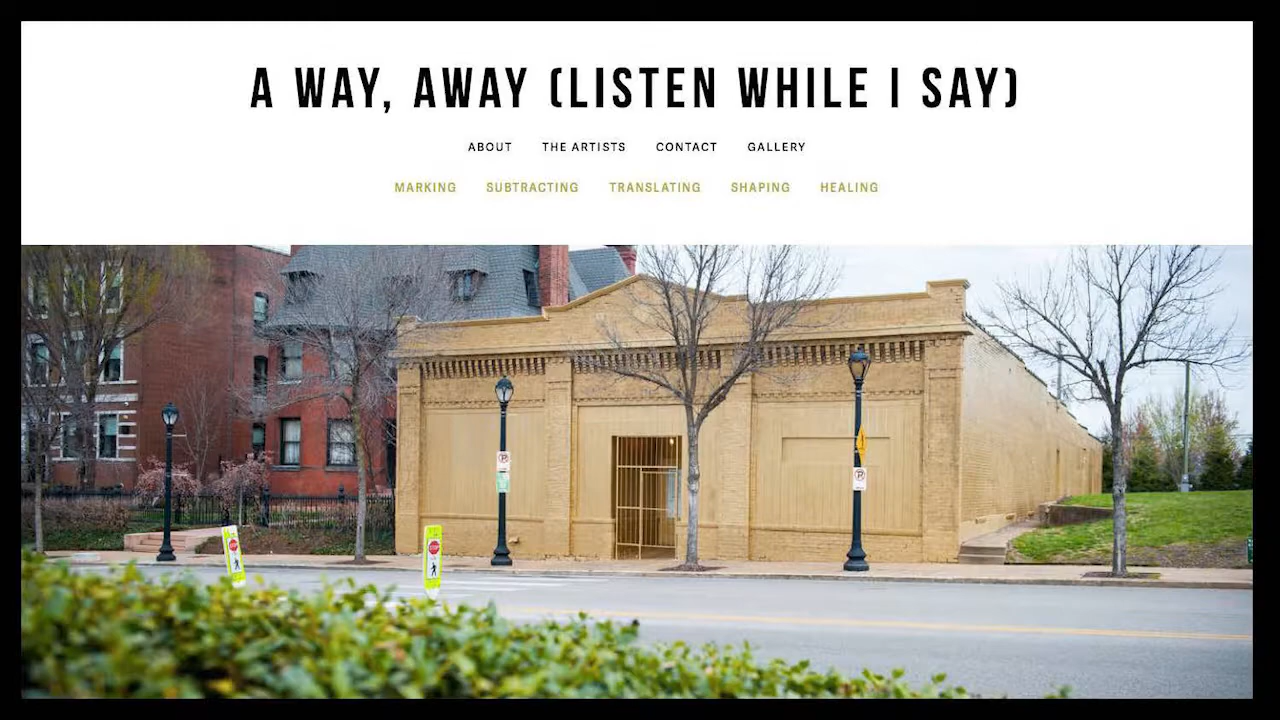 A WAY, AWAY (LISTEN WHILE I SAY)
ABOUT THE ARTISTS CONTACT GALLERY
MARKING SUBTRACTING TRANSLATING SHAPING HEALING